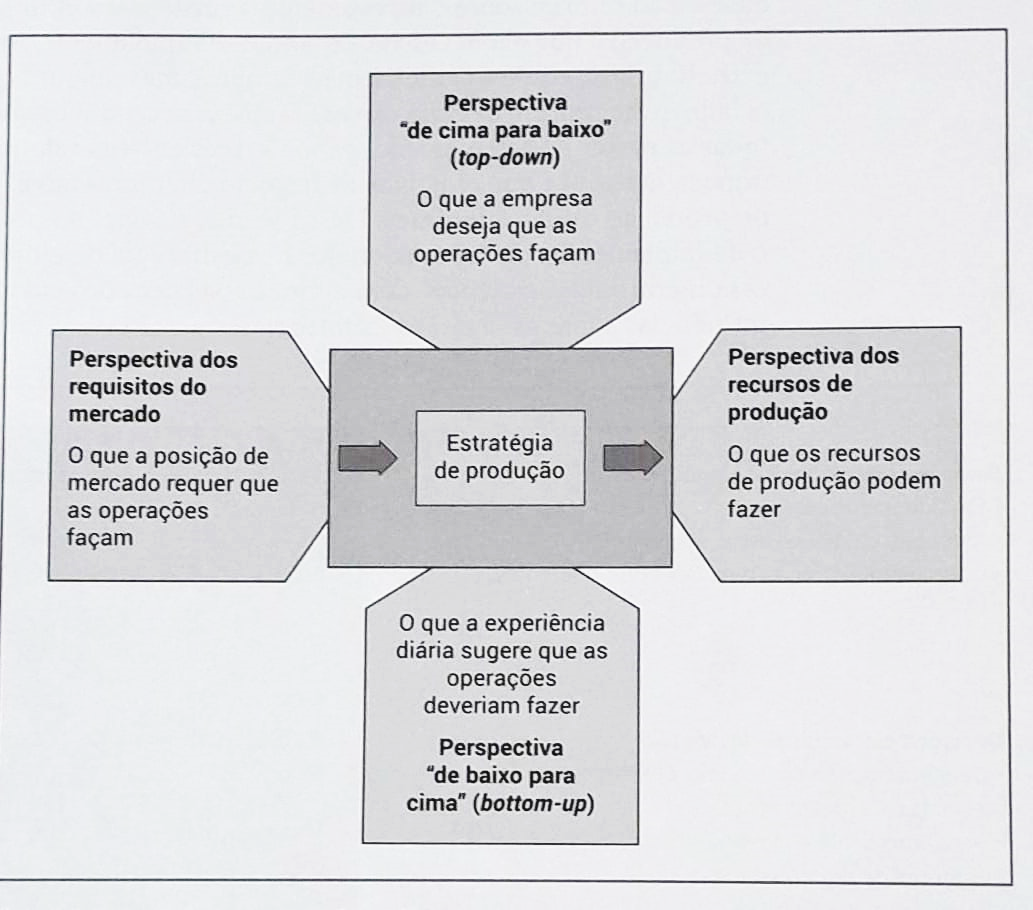 Perspectiva
“de cima para baixo”
(top-down)
O que a empresa
deseja que as
operações façam
Perspectiva dos
requisitos do
mercado
O que a posição de
mercado requer que
as operações
façam
Estratégia
de produção
Perspectiva dos
recursos de
produção
O que os recursos
de produção podem
fazer
O que a experiência
diária sugere que as
operações
deveriam fazer
Perspectiva
“de baixo para
cima” (bottom-up)